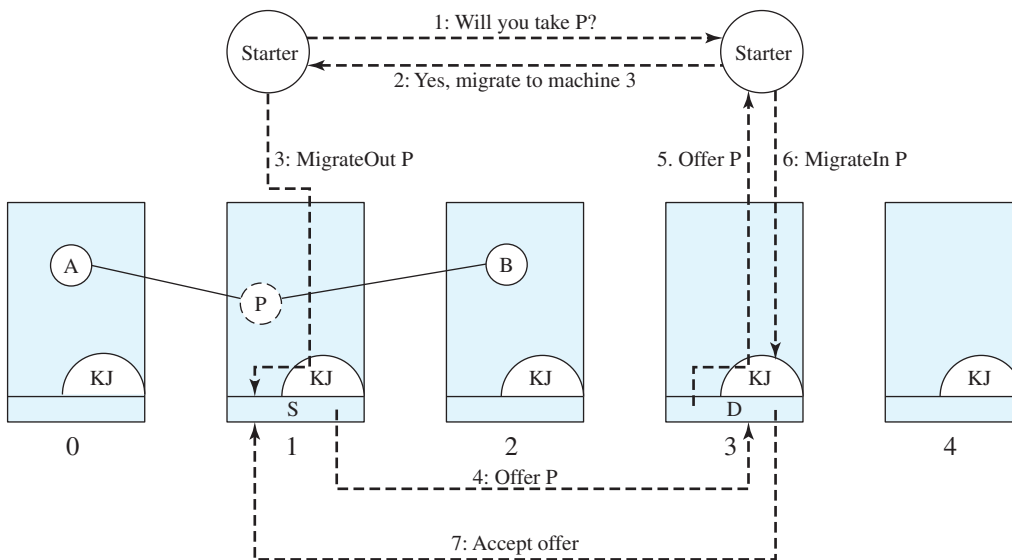 1: Will you take P?
Starter
Starter
2: Yes, migrate to machine 3
3: MigrateOut P
5. Offer P
6: MigrateIn P
A
B
P
KJ
KJ
KJ
KJ
KJ
S
D
0
1
2
3
4
4: Offer P
7: Accept offer